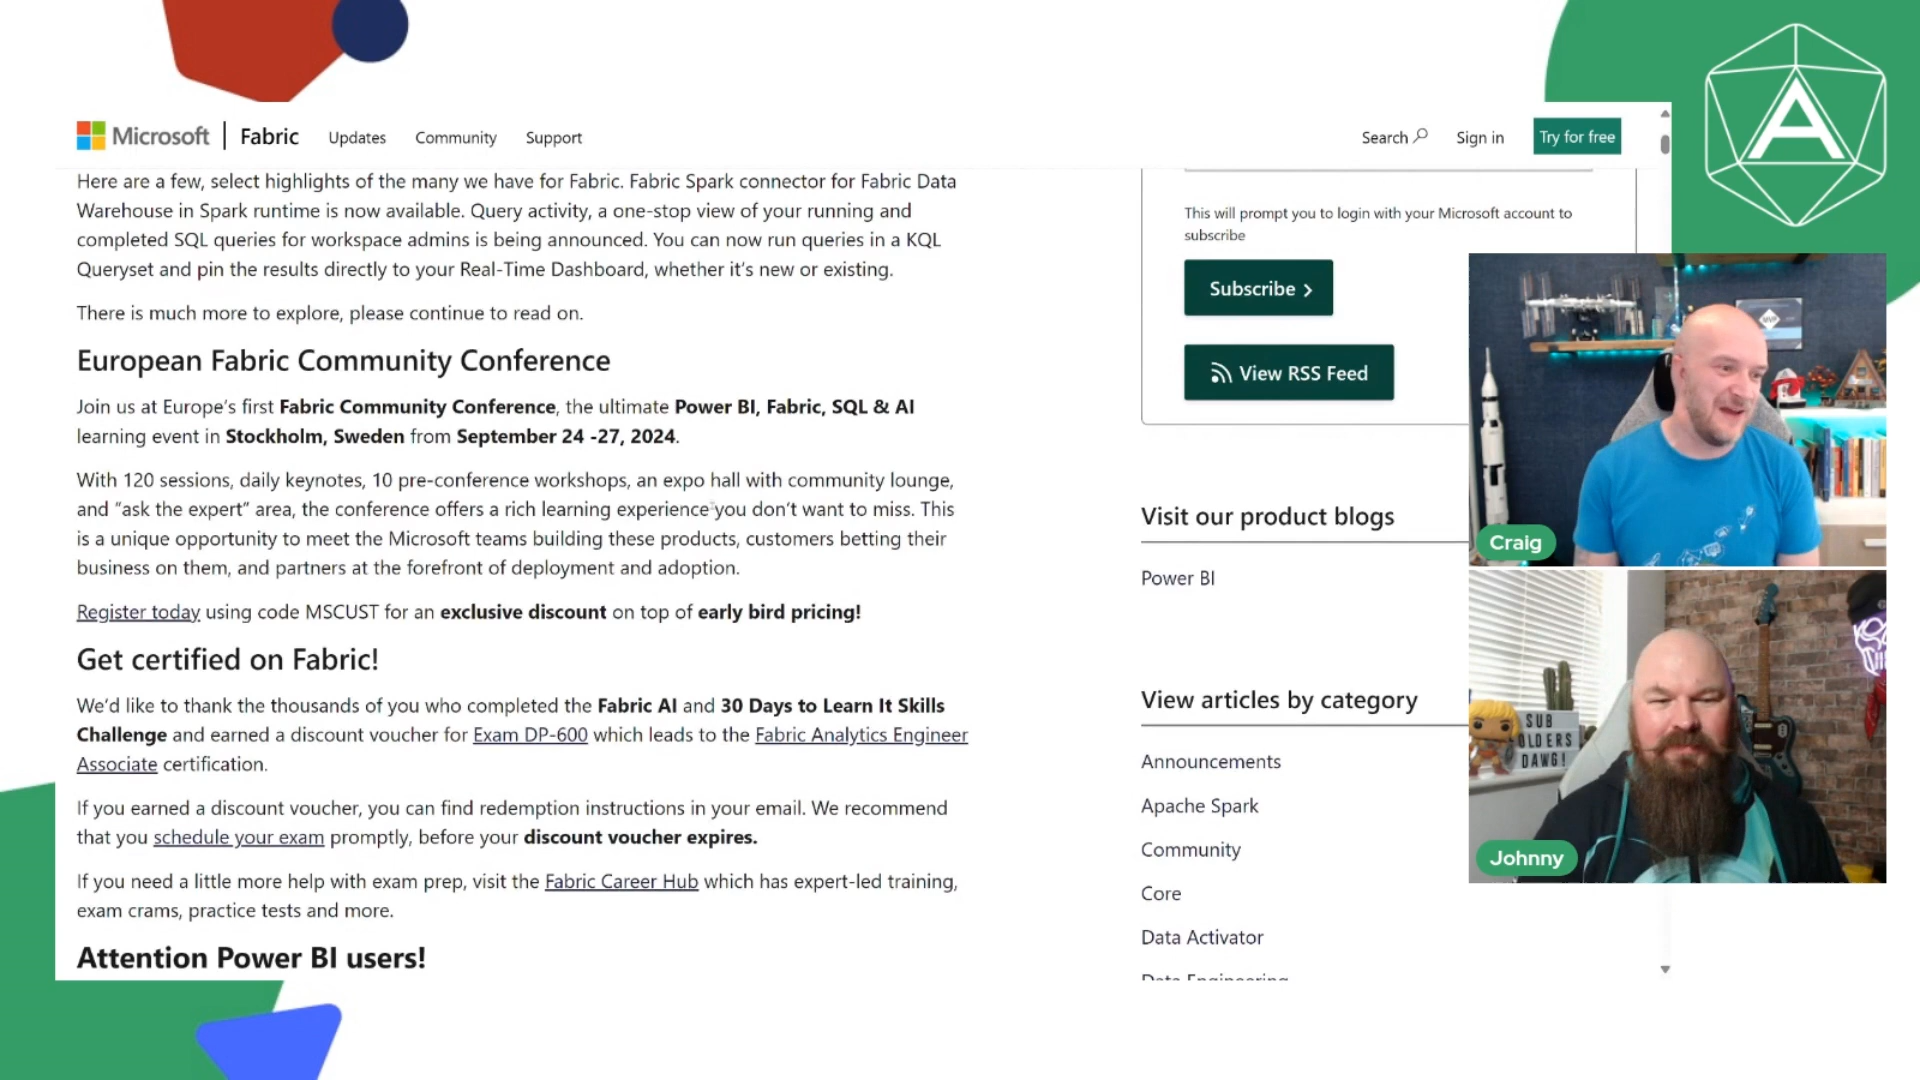 Microsoft | Fabric Updates Community Support Search Sign in Try for free
Here are a few, select highlights of the many we have for Fabric. Fabric Spark connector for Fabric Data
Warehouse in Spark runtime is now available. Query activity, a one-stop view of your running and
completed SQL queries for workspace admins is being announced. You can now run queries in a KQL
Queryset and pin the results directly to your Real-Time Dashboard, whether it's new or existing.
There is much more to explore, please continue to read on.
European Fabric Community Conference
Join us at Europe's first Fabric Community Conference, the ultimate Power BI, Fabric, SQL & AI
learning event in Stockholm, Sweden from September 24 -27, 2024.
With 120 sessions, daily keynotes, 10 pre-conference workshops, an expo hall with community lounge,
and “ask the expert” area, the conference offers a rich learning experience you don't want to miss. This
is a unique opportunity to meet the Microsoft teams building these products, customers betting their
business on them, and partners at the forefront of deployment and adoption.
Register today using code MSCUST for an exclusive discount on top of early bird pricing!
Get certified on Fabric!
We'd like to thank the thousands of you who completed the Fabric AI and 30 Days to Learn It Skills
Challenge and earned a discount voucher for Exam DP-600 which leads to the Fabric Analytics Engineer
Associate certification.
If you earned a discount voucher, you can find redemption instructions in your email. We recommend
that you schedule your exam promptly, before your discount voucher expires.
If you need a little more help with exam prep, visit the Fabric Career Hub which has expert-led training,
exam crams, practice tests and more.
Attention Power BI users!
This will prompt you to login with your Microsoft account to
subscribe
Subscribe
View RSS Feed
Visit our product blogs
Power BI
View articles by category
Announcements
Apache Spark
Community
Core
Data Activator
Data Engineering
A
MVP
Craig
SUB
OLDERS
DAWG!
Johnny